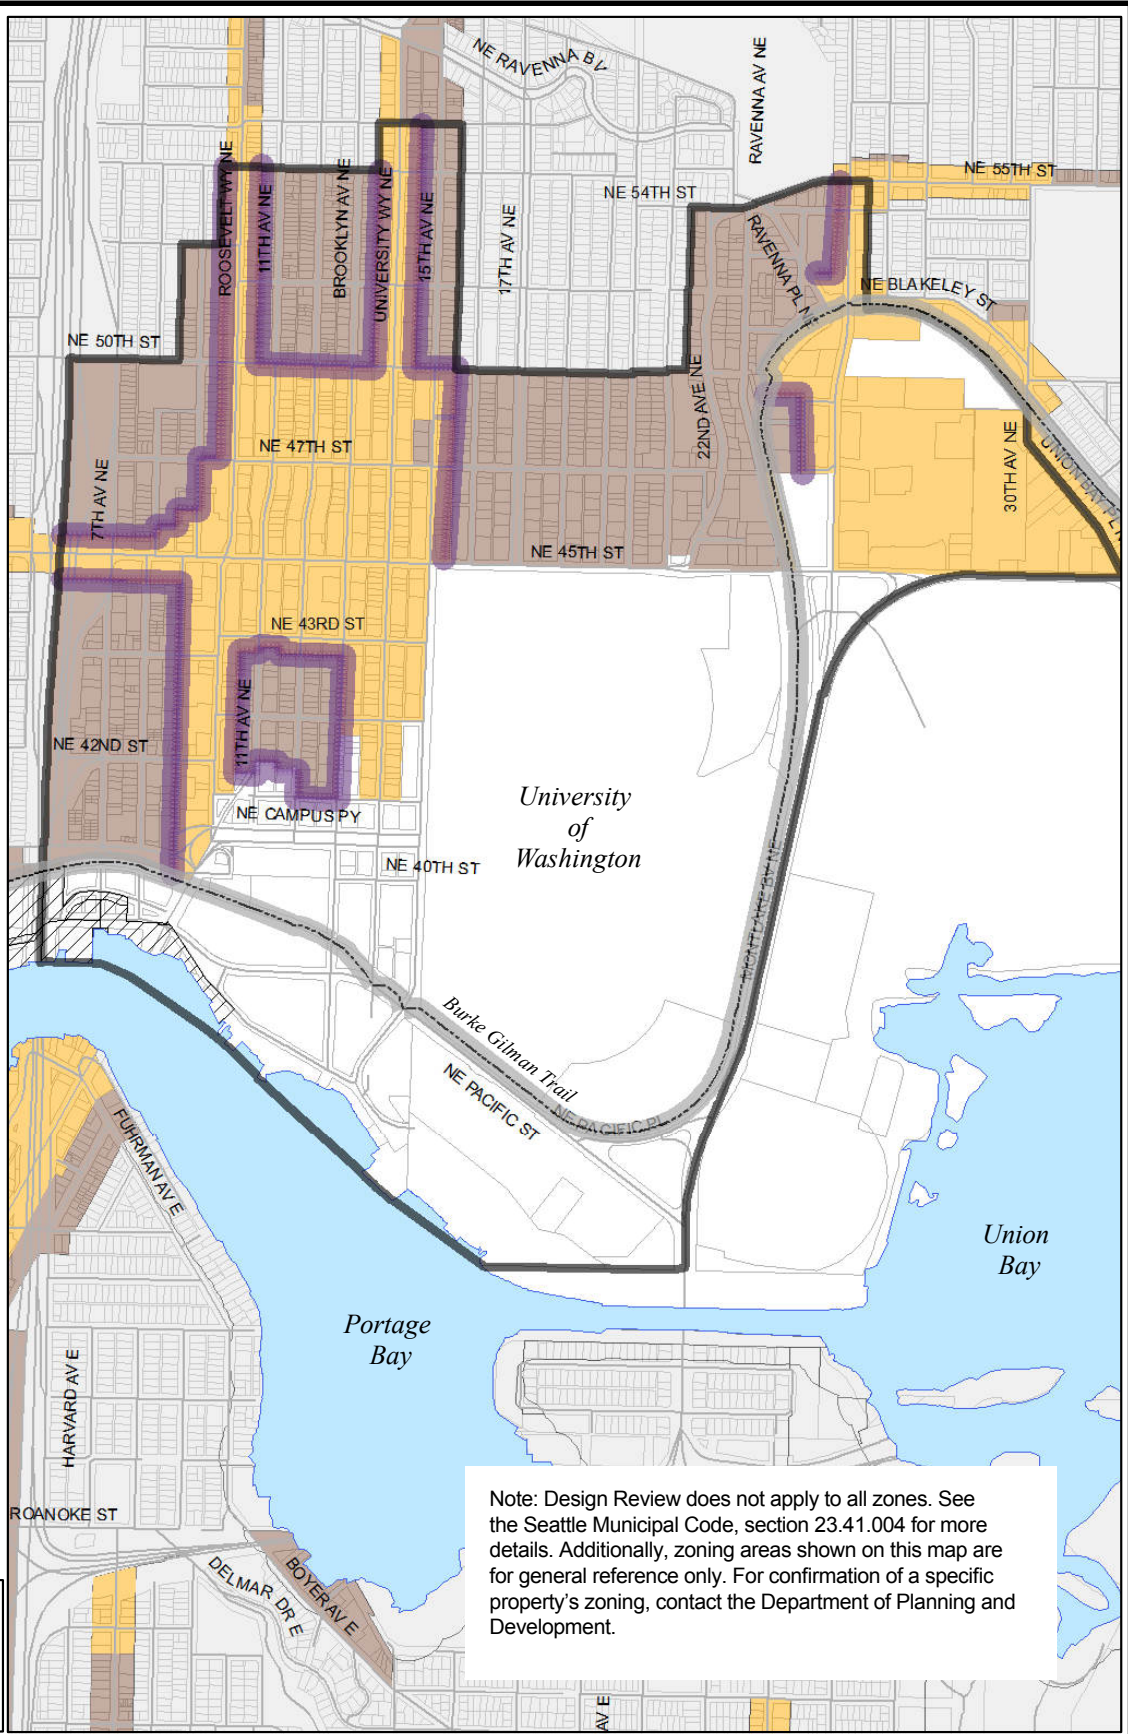 NE RAVENNA BV
RAVENNA AV NE
NE 55TH ST
NE 54TH ST
ROOSEVELT WY NE
11TH AV NE
BROOKLYN AV NE
UNIVERSITY WY NE
15TH AV NE
17TH AV NE
RAVENNA PL N
NE BLAKELEY ST
NE 50TH ST
22ND AVE NE
NE 47TH ST
7TH AV NE
30TH AV NE
UNION BAY PL N
NE 45TH ST
NE 43RD ST
11TH AV NE
NE 42ND ST
NE CAMPUS PY
NE 40TH ST
University
of
Washington
MONTLAKE BV NE
Burke Gilman Trail
NE PACIFIC ST
NE PACIFIC PL
FUHRMAN AV E
Union
Bay
Portage
Bay
HARVARD AV E
ROANOKE ST
DELMAR DR E
BOYER AV E
Note: Design Review does not apply to all zones. See
the Seattle Municipal Code, section 23.41.004 for more
details. Additionally, zoning areas shown on this map are
for general reference only. For confirmation of a specific
property's zoning, contact the Department of Planning and
Development.
AV E